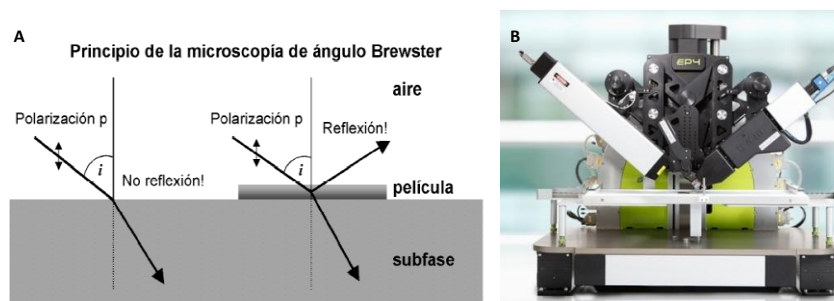 A
Principio de la microscopía de ángulo Brewster
aire
Polarización p
Polarización p
Reflexión!
i
i
No reflexión!
película
subfase
B
EP4